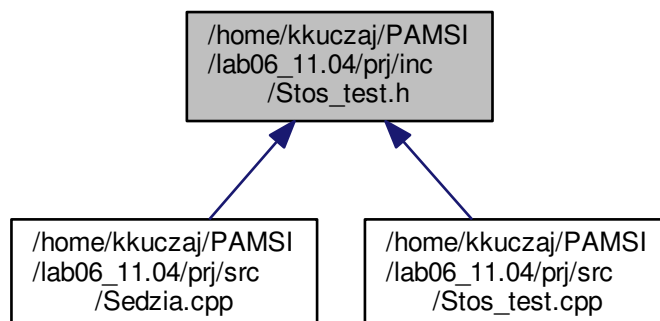 /home/kkuczaj/PAMSI
/lab06_11.04/prj/inc
/Stos_test.h
/home/kkuczaj/PAMSI
/lab06_11.04/prj/src
/Sedzia.cpp
/home/kkuczaj/PAMSI
/lab06_11.04/prj/src
/Stos_test.cpp